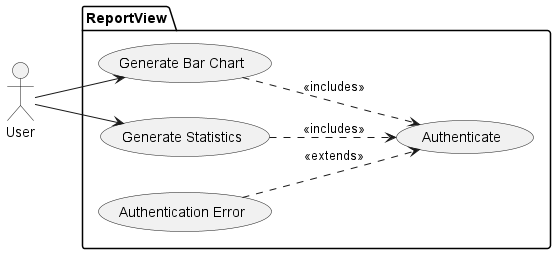 ReportView
Generate Bar Chart
«includes»
User
Generate Statistics
«includes»
Authenticate
«extends»
Authentication Error